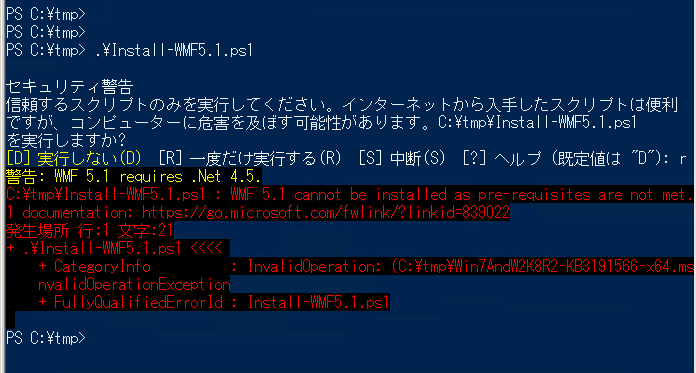 PS C:¥tmp>
PS C:¥tmp>
PS C:¥tmp> .¥Install-WMF5.1.ps1
セキュリティ警告
信頼するスクリプトのみを実行してください。インターネットから入手したスクリプトは便利
ですが、コンピューターに危害を及ぼす可能性があります。C:¥tmp¥Install-WMF5.1.ps1
を実行しますか?
[D] 実行しない(D)  [R] 一度だけ実行する(R)  [S] 中断(S)  [?] ヘルプ (既定値は "D"): r
警告: WMF 5.1 requires .Net 4.5.
C:¥tmp¥Install-WMF5.1.ps1 : WMF 5.1 cannot be installed as pre-requisites are not met.
1 documentation: https://go.microsoft.com/fwlink/?linkid=839022
発生場所 行:1 文字:21
+ .¥Install-WMF5.1.ps1 <<<<
+ CategoryInfo          : InvalidOperation: (C:¥tmp¥Win7AndW2K8R2-KB3191566-x64.ms
nvalidOperationException
+ FullyQualifiedErrorId : Install-WMF5.1.ps1
PS C:¥tmp>